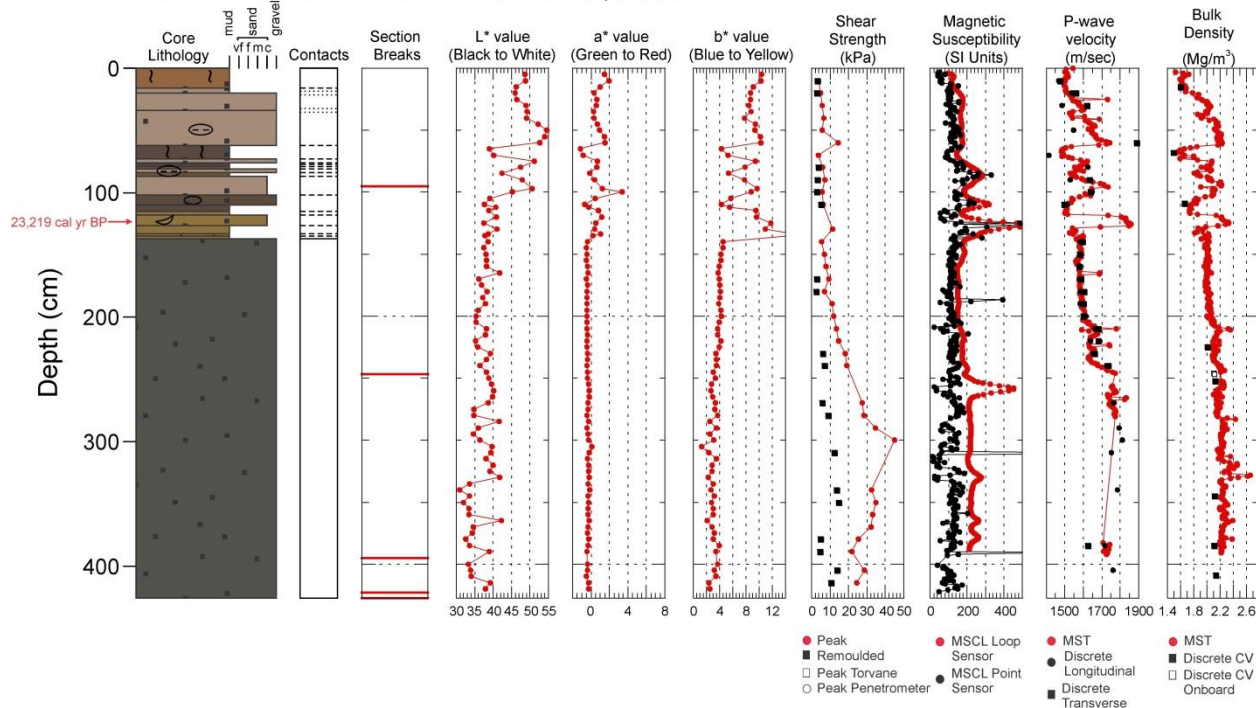 Core
Lithology
mud
vf f m c
sand
gravel
Contacts
Section
Breaks
L* value
(Black to White)
a* value
(Green to Red)
b* value
(Blue to Yellow)
Shear
Strength
(kPa)
Magnetic
Susceptibility
(SI Units)
P-wave
velocity
(m/sec)
Bulk
Density
(Mg/m³)
Depth (cm)
0
100
200
300
400
23,219 cal yr BP
30 35 40 45 50 55
0 4 8
0 4 8 12
0 10 20 30 40 50
0 200 400
1500 1700 1900
1.4 1.8 2.2 2.6
Peak
Remoulded
Peak Torvane
Peak Penetrometer
MSCL Loop
Sensor
MSCL Point
Sensor
MST
Discrete
Longitudinal
Discrete
Transverse
MST
Discrete CV
Discrete CV
Onboard